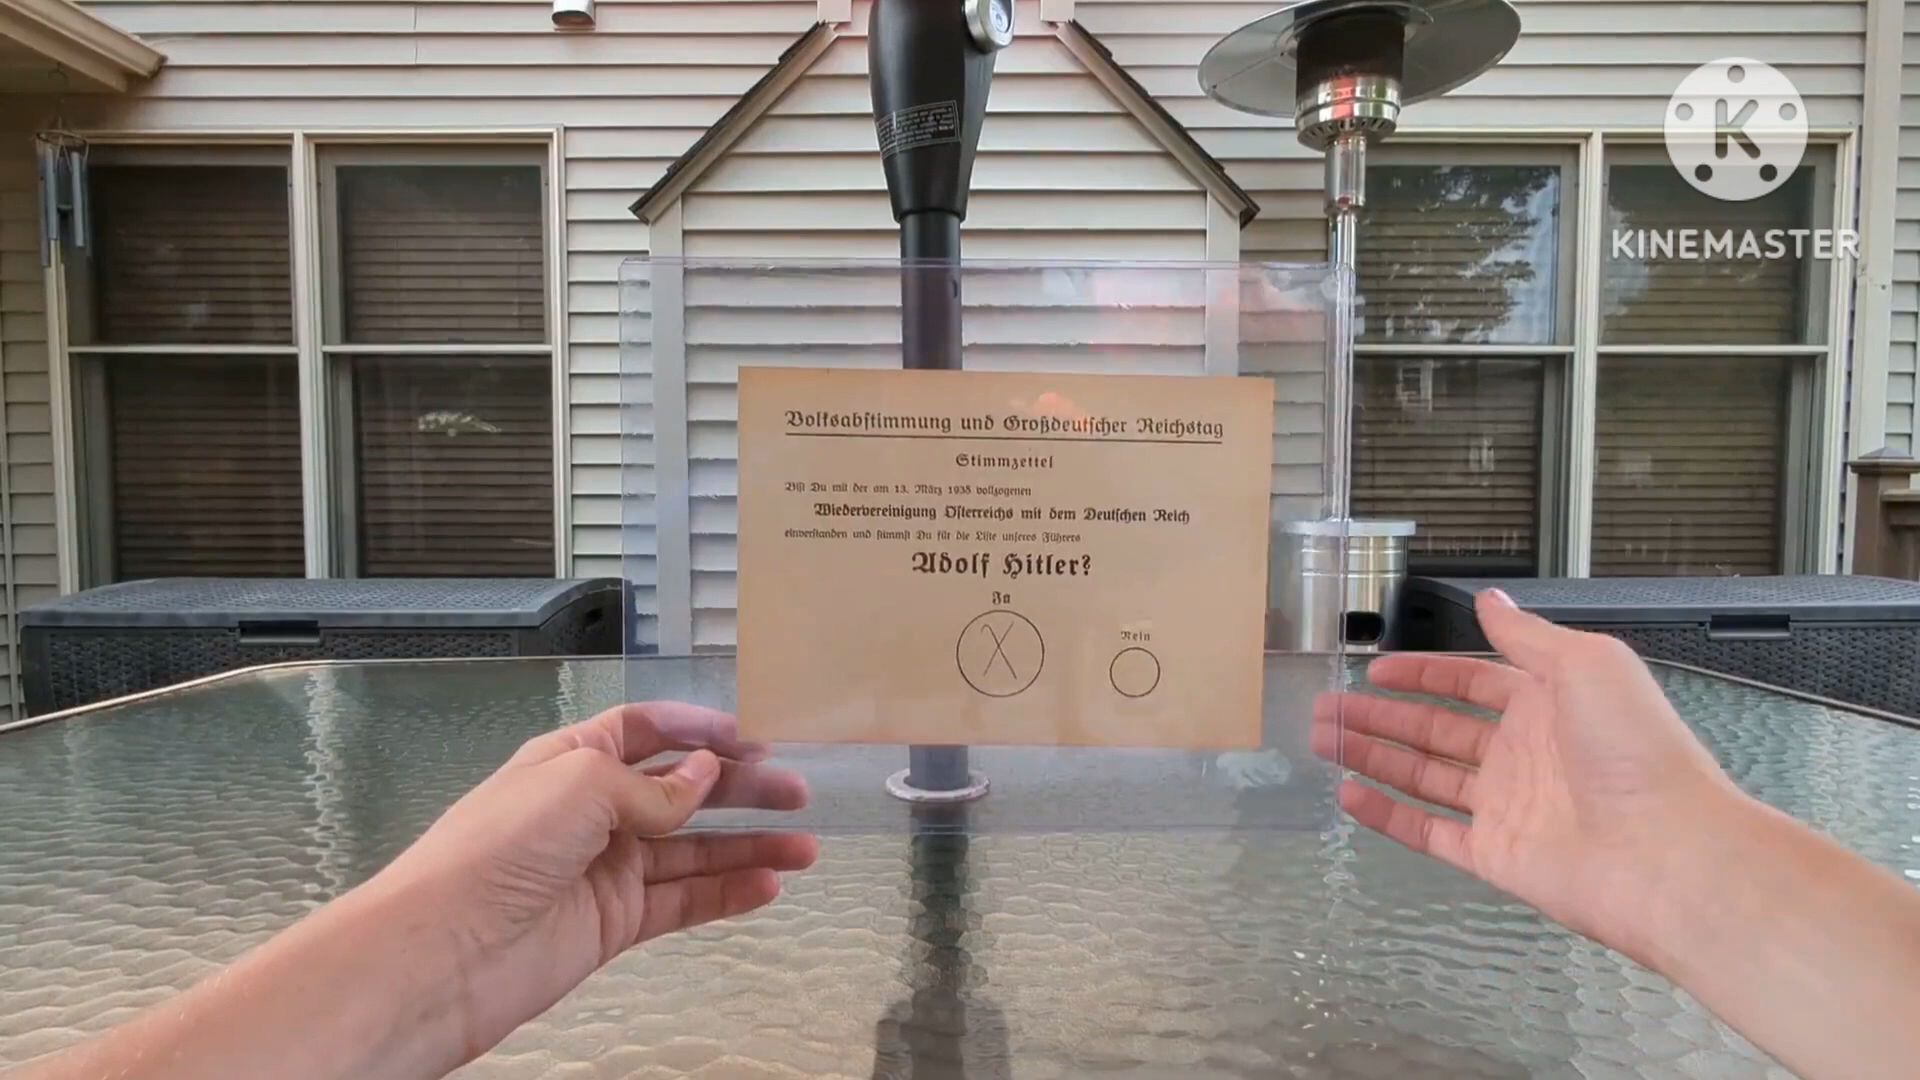 KINEMASTER
Volksabstimmung und Großdeutscher Reichstag
Stimmzettel
Bist Du mit der am 13. März 1938 vollzogenen
Wiedervereinigung Österreichs mit dem Deutschen Reich
einverstanden und stimmst Du für die Liste unseres Führers
Adolf Hitler?
Ja
Nein